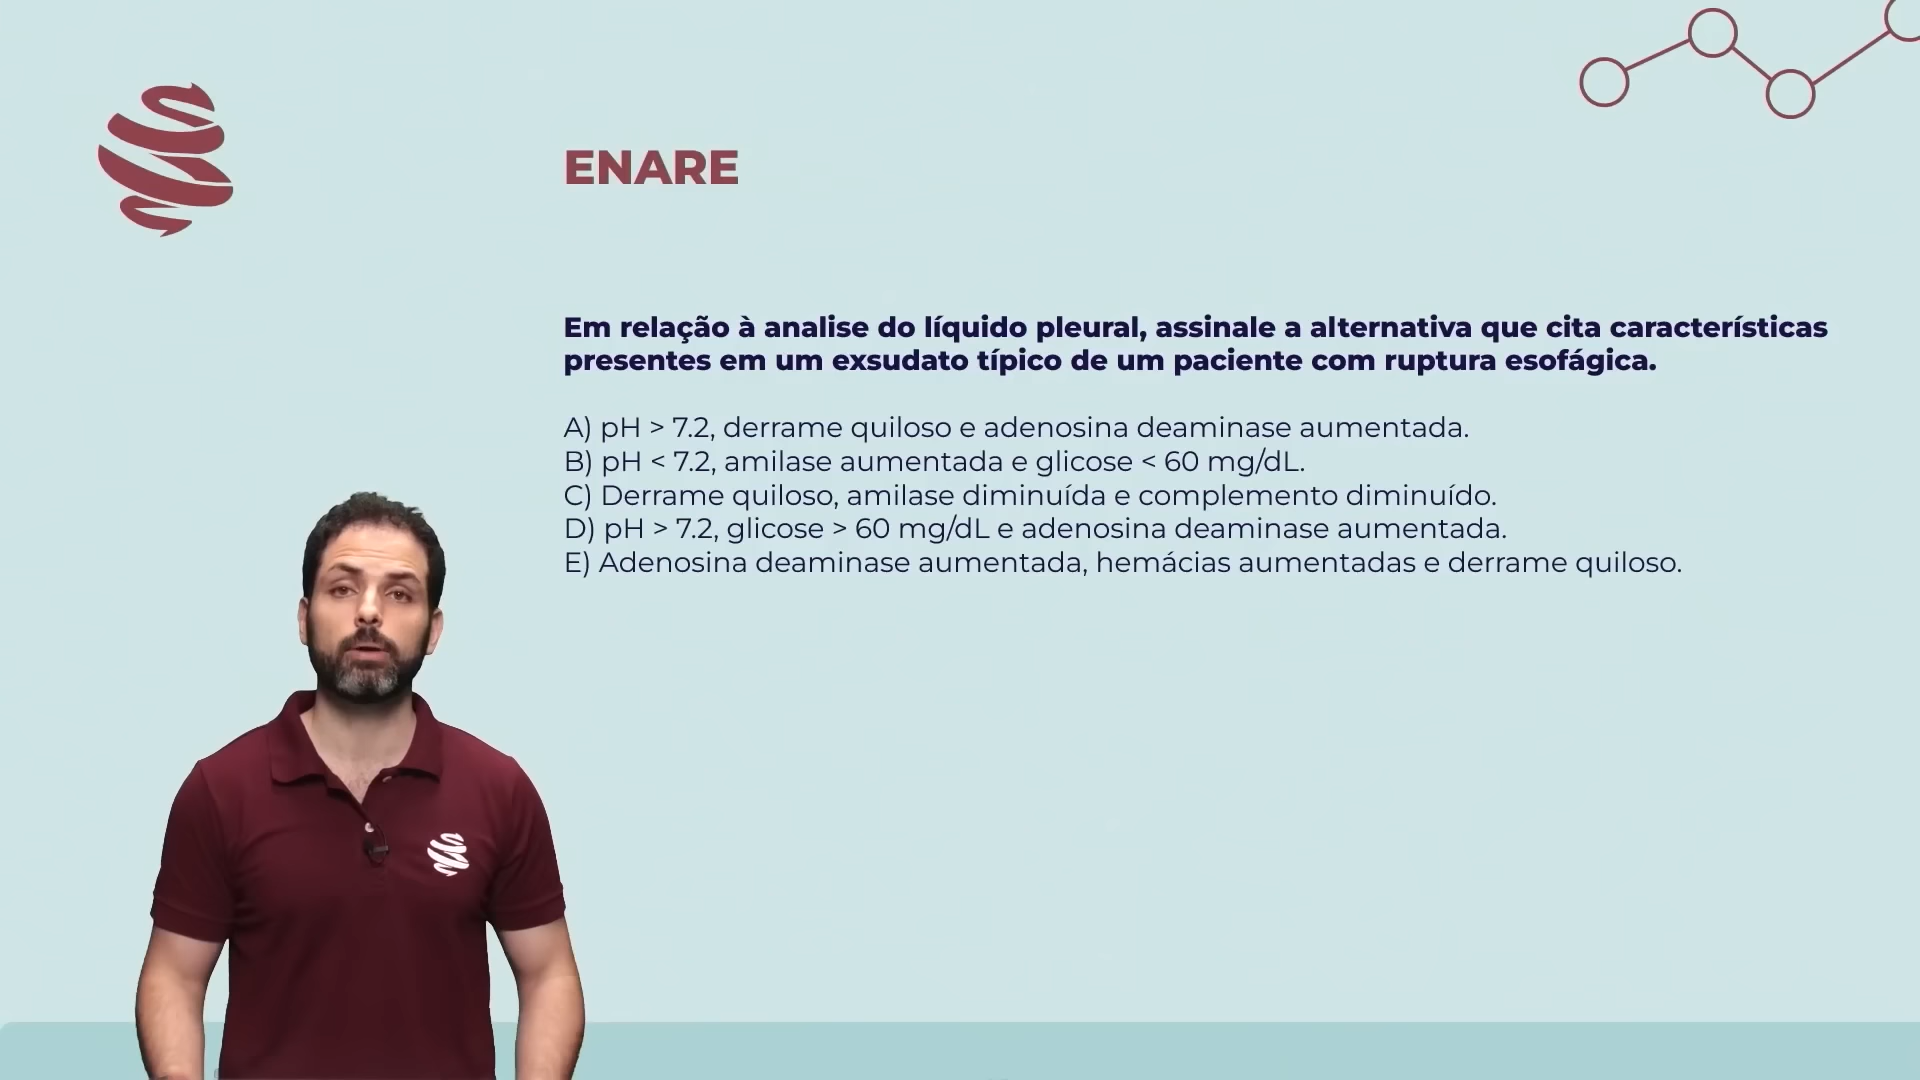 ENARE
Em relação à analise do líquido pleural, assinale a alternativa que cita características
presentes em um exsudato típico de um paciente com ruptura esofágica.
A) pH > 7.2, derrame quiloso e adenosina deaminase aumentada.
B) pH < 7.2, amilase aumentada e glicose < 60 mg/dL.
C) Derrame quiloso, amilase diminuída e complemento diminuído.
D) pH > 7.2, glicose > 60 mg/dL e adenosina deaminase aumentada.
E) Adenosina deaminase aumentada, hemácias aumentadas e derrame quiloso.